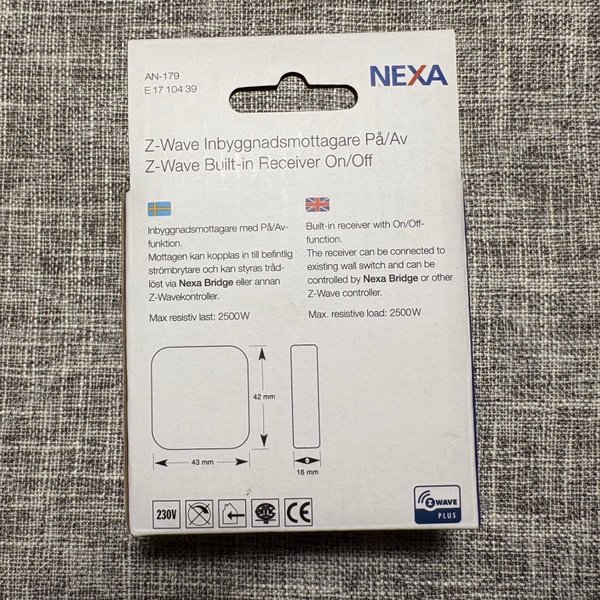 AN-179
E 17 104 39
NEXA
Z-Wave Inbyggnadsmottagare På/Av
Z-Wave Built-in Receiver On/Off
Inbyggnadsmottagare med På/Av-
funktion.
Mottagen kan kopplas in till befintlig
strömbrytare och kan styras tråd-
löst via Nexa Bridge eller annan
Z-Wavekontroller.
Max resistiv last: 2500W
Built-in receiver with On/Off-
function.
The receiver can be connected to
existing wall switch and can be
controlled by Nexa Bridge or other
Z-Wave controller.
Max. resistive load: 2500W
42 mm
43 mm
16 mm
230V
CE
Z WAVE
PLUS